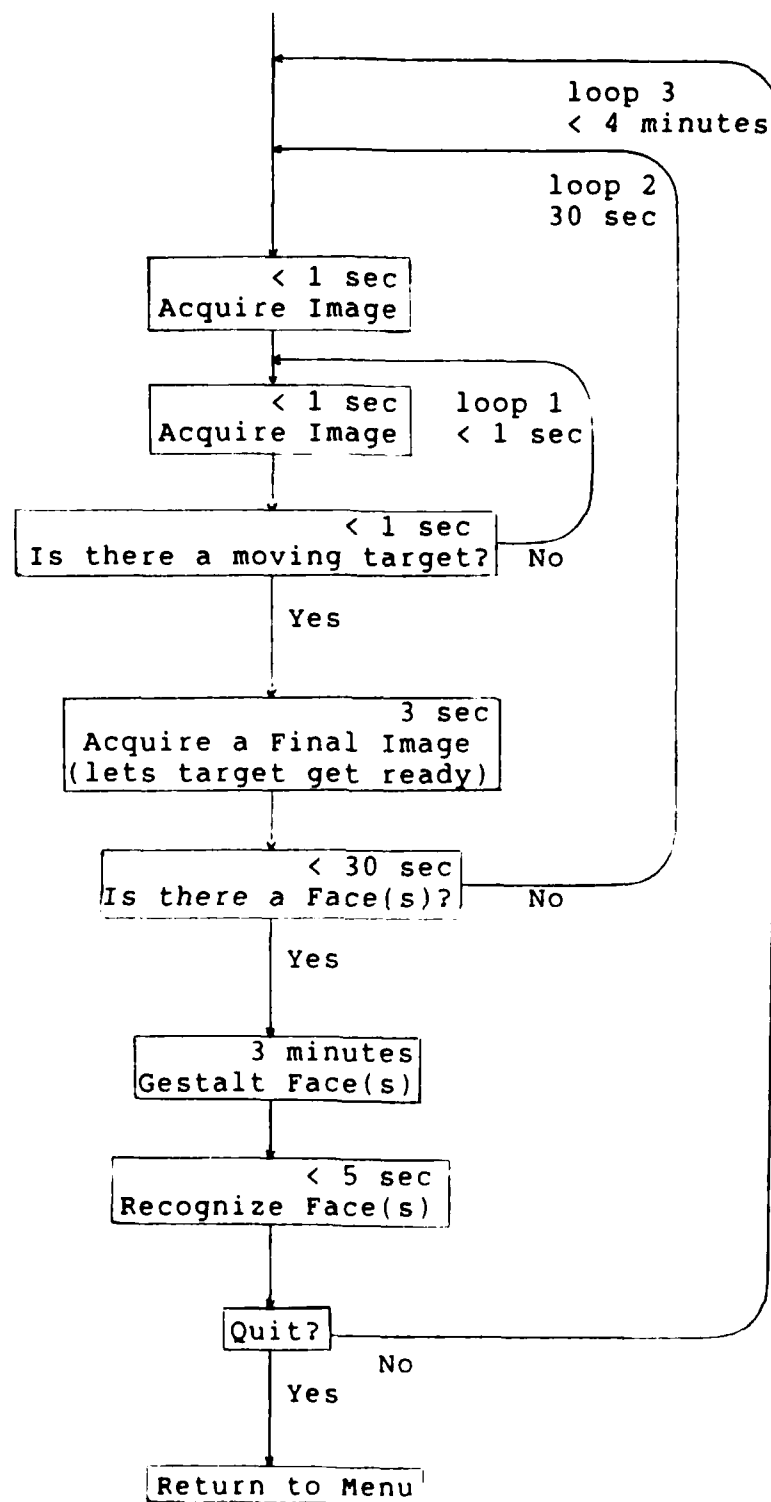 loop 3
< 4 minutes
loop 2
30 sec
< 1 sec
Acquire Image
< 1 sec
Acquire Image
loop 1
< 1 sec
< 1 sec
Is there a moving target?
No
Yes
3 sec
Acquire a Final Image
(lets target get ready)
< 30 sec
Is there a Face(s)?
No
Yes
3 minutes
Gestalt Face(s)
< 5 sec
Recognize Face(s)
Quit?
No
Yes
Return to Menu